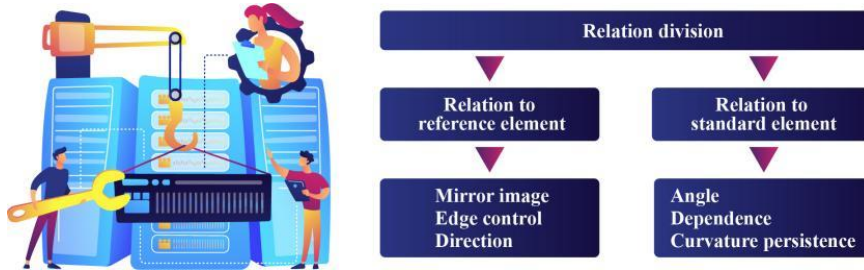 Relation division
Relation to
reference element
Relation to
standard element
Mirror image
Edge control
Direction
Angle
Dependence
Curvature persistence